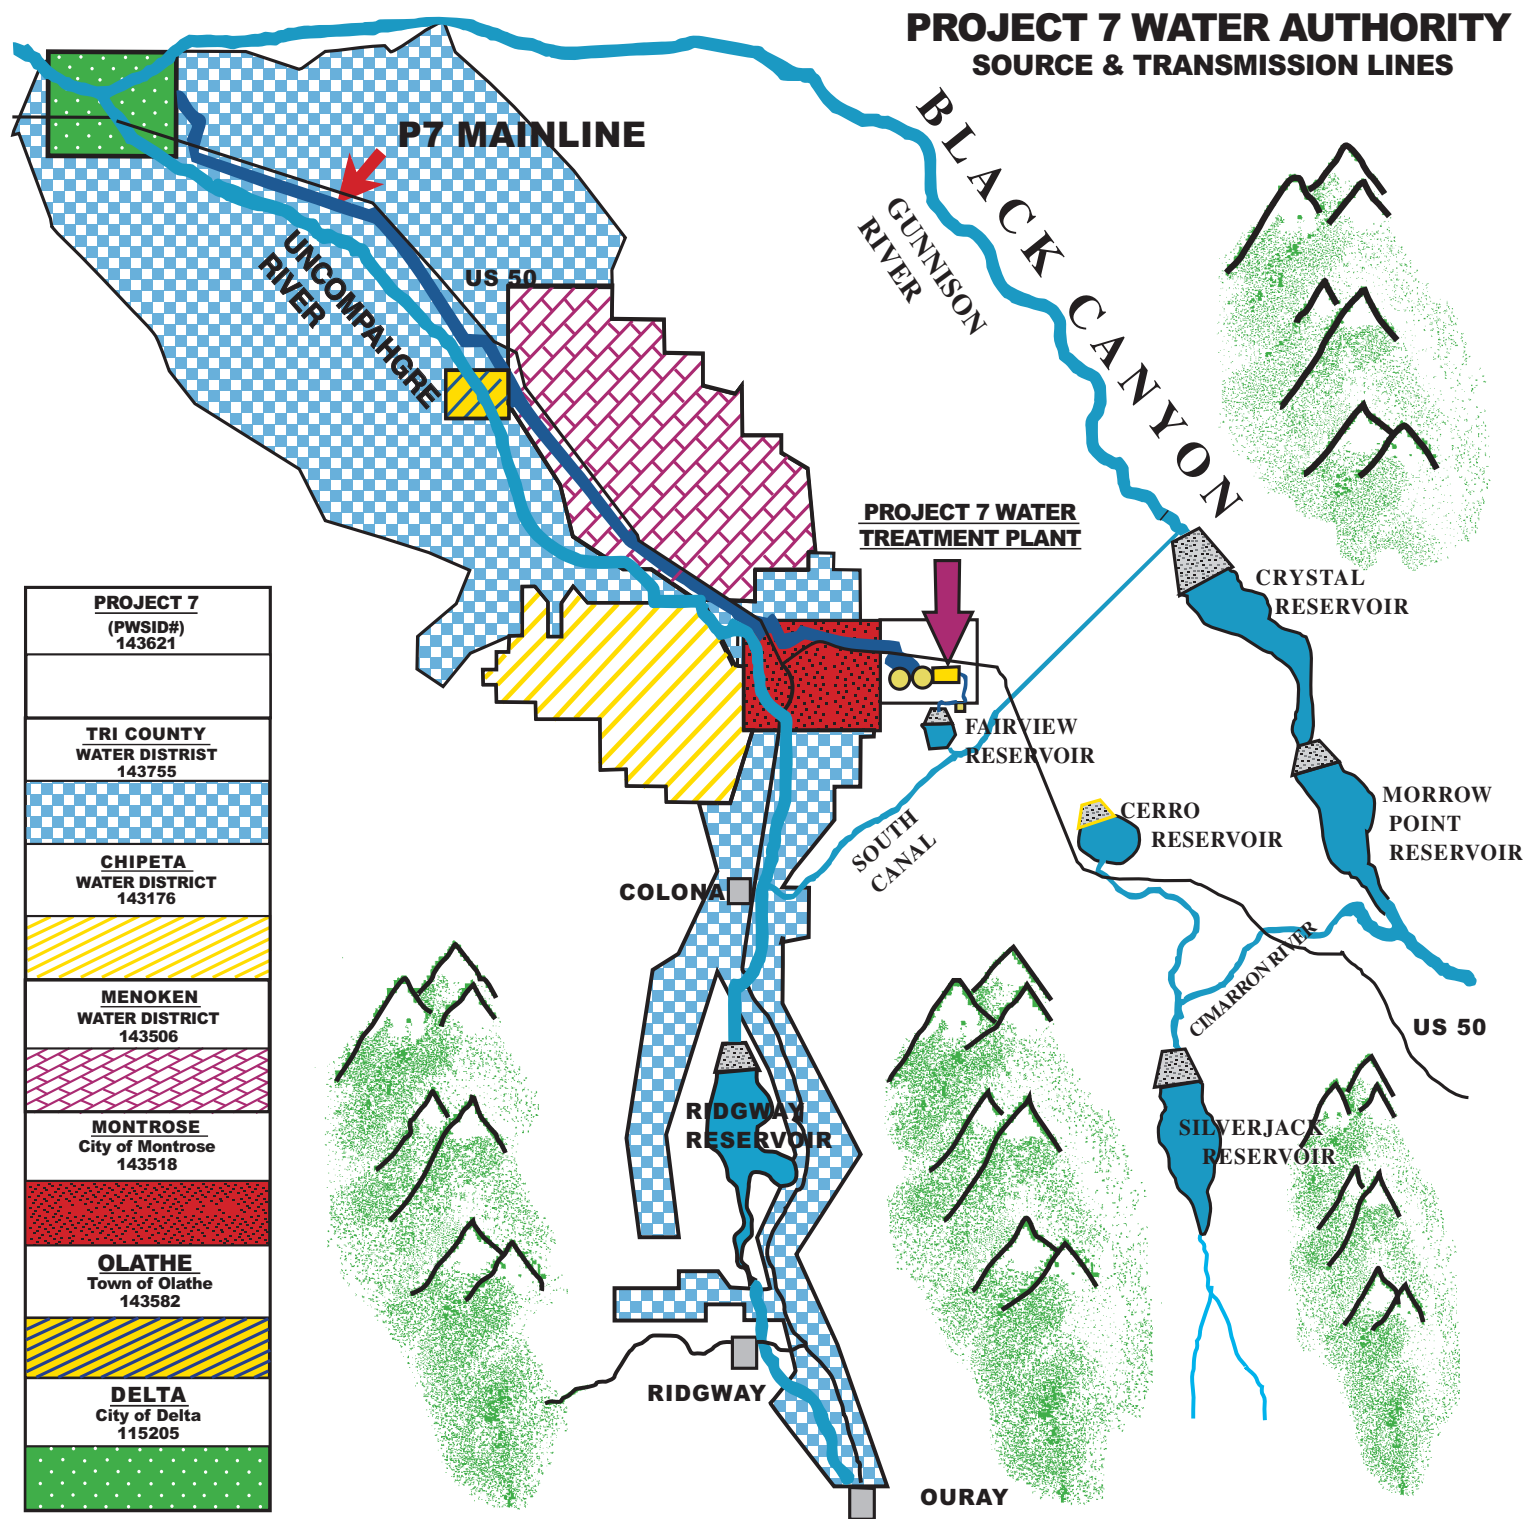 PROJECT 7 WATER AUTHORITY
SOURCE & TRANSMISSION LINES
BLACK CANYON
P7 MAINLINE
GUNNISON
RIVER
UNCOMPAHGRE
RIVER
US 50
PROJECT 7 WATER
TREATMENT PLANT
CRYSTAL
RESERVOIR
FAIRVIEW
RESERVOIR
CERRO
RESERVOIR
MORROW
POINT
RESERVOIR
SOUTH
CANAL
COLONA
CIMARRON RIVER
US 50
RIDGWAY
RESERVOIR
SILVERJACK
RESERVOIR
RIDGWAY
OURAY
PROJECT 7
(PWSID#)
143621
TRI COUNTY
WATER DISTRIST
143755
CHIPETA
WATER DISTRICT
143176
MENOKEN
WATER DISTRICT
143506
MONTROSE
City of Montrose
143518
OLATHE
Town of Olathe
143582
DELTA
City of Delta
115205